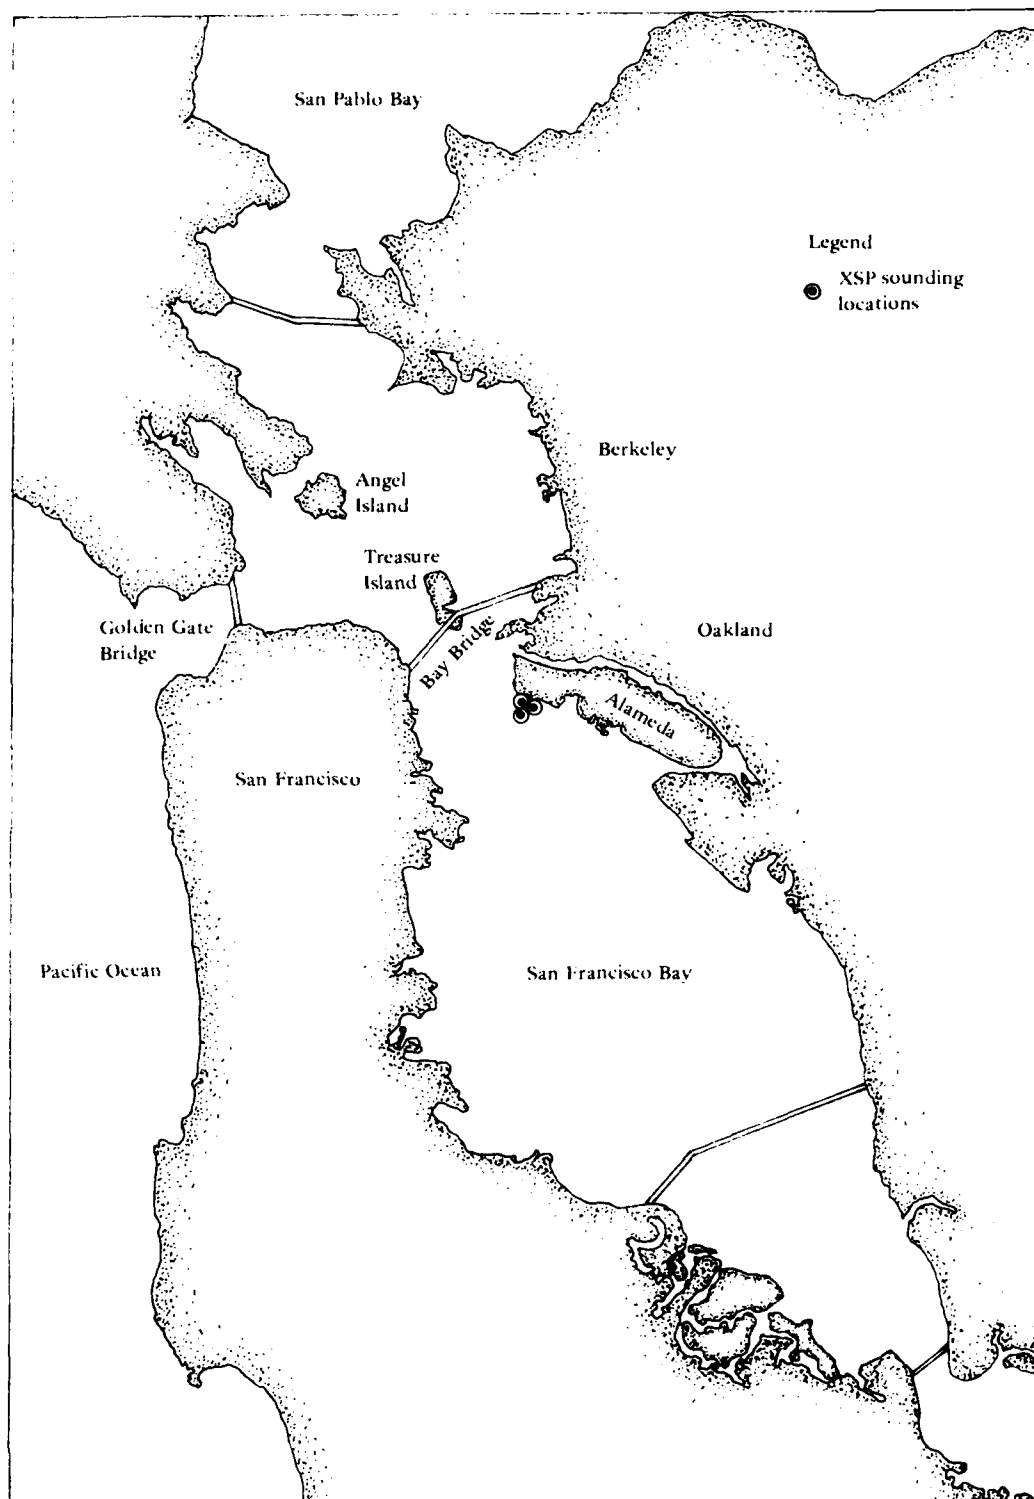 San Pablo Bay
Legend
XSP sounding
locations
Berkeley
Angel
Island
Treasure
Island
Golden Gate
Bridge
Bay Bridge
Oakland
Alameda
San Francisco
Pacific Ocean
San Francisco Bay